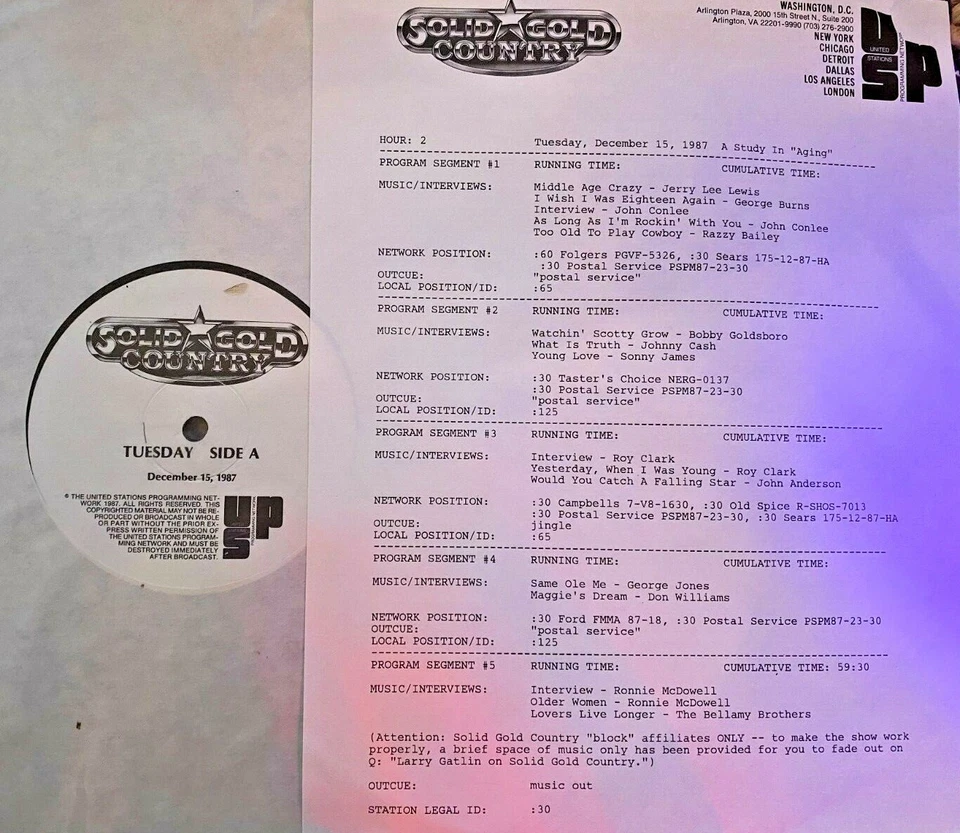 SOLID GOLD
COUNTRY
TUESDAY SIDE A
December 15, 1987
℗ THE UNITED STATIONS PROGRAMMING NET-
WORK 1987. ALL RIGHTS RESERVED. THIS
COPYRIGHTED MATERIAL MAY NOT BE RE-
PRODUCED OR BROADCAST IN WHOLE
OR PART WITHOUT THE PRIOR EX-
PRESS WRITTEN PERMISSION OF
THE UNITED STATIONS PROGRAM-
MING NETWORK AND MUST BE
DESTROYED IMMEDIATELY
AFTER BROADCAST.
USP
SOLID GOLD
COUNTRY
WASHINGTON, D.C.
Arlington Plaza, 2000 15th Street N., Suite 200
Arlington, VA 22201-9990 (703) 276-2900
NEW YORK
CHICAGO
DETROIT
DALLAS
LOS ANGELES
LONDON
USP
UNITED
STATIONS
PROGRAMMING NETWORK
HOUR: 2 Tuesday, December 15, 1987 A Study In "Aging"
PROGRAM SEGMENT #1 RUNNING TIME: CUMULATIVE TIME:
MUSIC/INTERVIEWS: Middle Age Crazy - Jerry Lee Lewis
I Wish I Was Eighteen Again - George Burns
Interview - John Conlee
As Long As I'm Rockin' With You - John Conlee
Too Old To Play Cowboy - Razzy Bailey
NETWORK POSITION: :60 Folgers PGVF-5326, :30 Sears 175-12-87-HA
:30 Postal Service PSPM87-23-30
OUTCUE: "postal service"
LOCAL POSITION/ID: :65
PROGRAM SEGMENT #2 RUNNING TIME: CUMULATIVE TIME:
MUSIC/INTERVIEWS: Watchin' Scotty Grow - Bobby Goldsboro
What Is Truth - Johnny Cash
Young Love - Sonny James
NETWORK POSITION: :30 Taster's Choice NERG-0137
:30 Postal Service PSPM87-23-30
OUTCUE: "postal service"
LOCAL POSITION/ID: :125
PROGRAM SEGMENT #3 RUNNING TIME: CUMULATIVE TIME:
MUSIC/INTERVIEWS: Interview - Roy Clark
Yesterday, When I Was Young - Roy Clark
Would You Catch A Falling Star - John Anderson
NETWORK POSITION: :30 Campbells 7-V8-1630, :30 Old Spice R-SHOS-7013
:30 Postal Service PSPM87-23-30, :30 Sears 175-12-87-HA
OUTCUE: jingle
LOCAL POSITION: :65
PROGRAM SEGMENT #4 RUNNING TIME: CUMULATIVE TIME:
MUSIC/INTERVIEWS: Same Ole Me - George Jones
Maggie's Dream - Don Williams
NETWORK POSITION: :30 Ford FMMA 87-18, :30 Postal Service PSPM87-23-30
OUTCUE: "postal service"
LOCAL POSITION/ID: :125
PROGRAM SEGMENT #5 RUNNING TIME: CUMULATIVE TIME: 59:30
MUSIC/INTERVIEWS: Interview - Ronnie McDowell
Older Women - Ronnie McDowell
Lovers Live Longer - The Bellamy Brothers
(Attention: Solid Gold Country "block" affiliates ONLY -- to make the show work
properly, a brief space of music only has been provided for you to fade out on
Q: "Larry Gatlin on Solid Gold Country.")
OUTCUE: music out
STATION LEGAL ID: :30